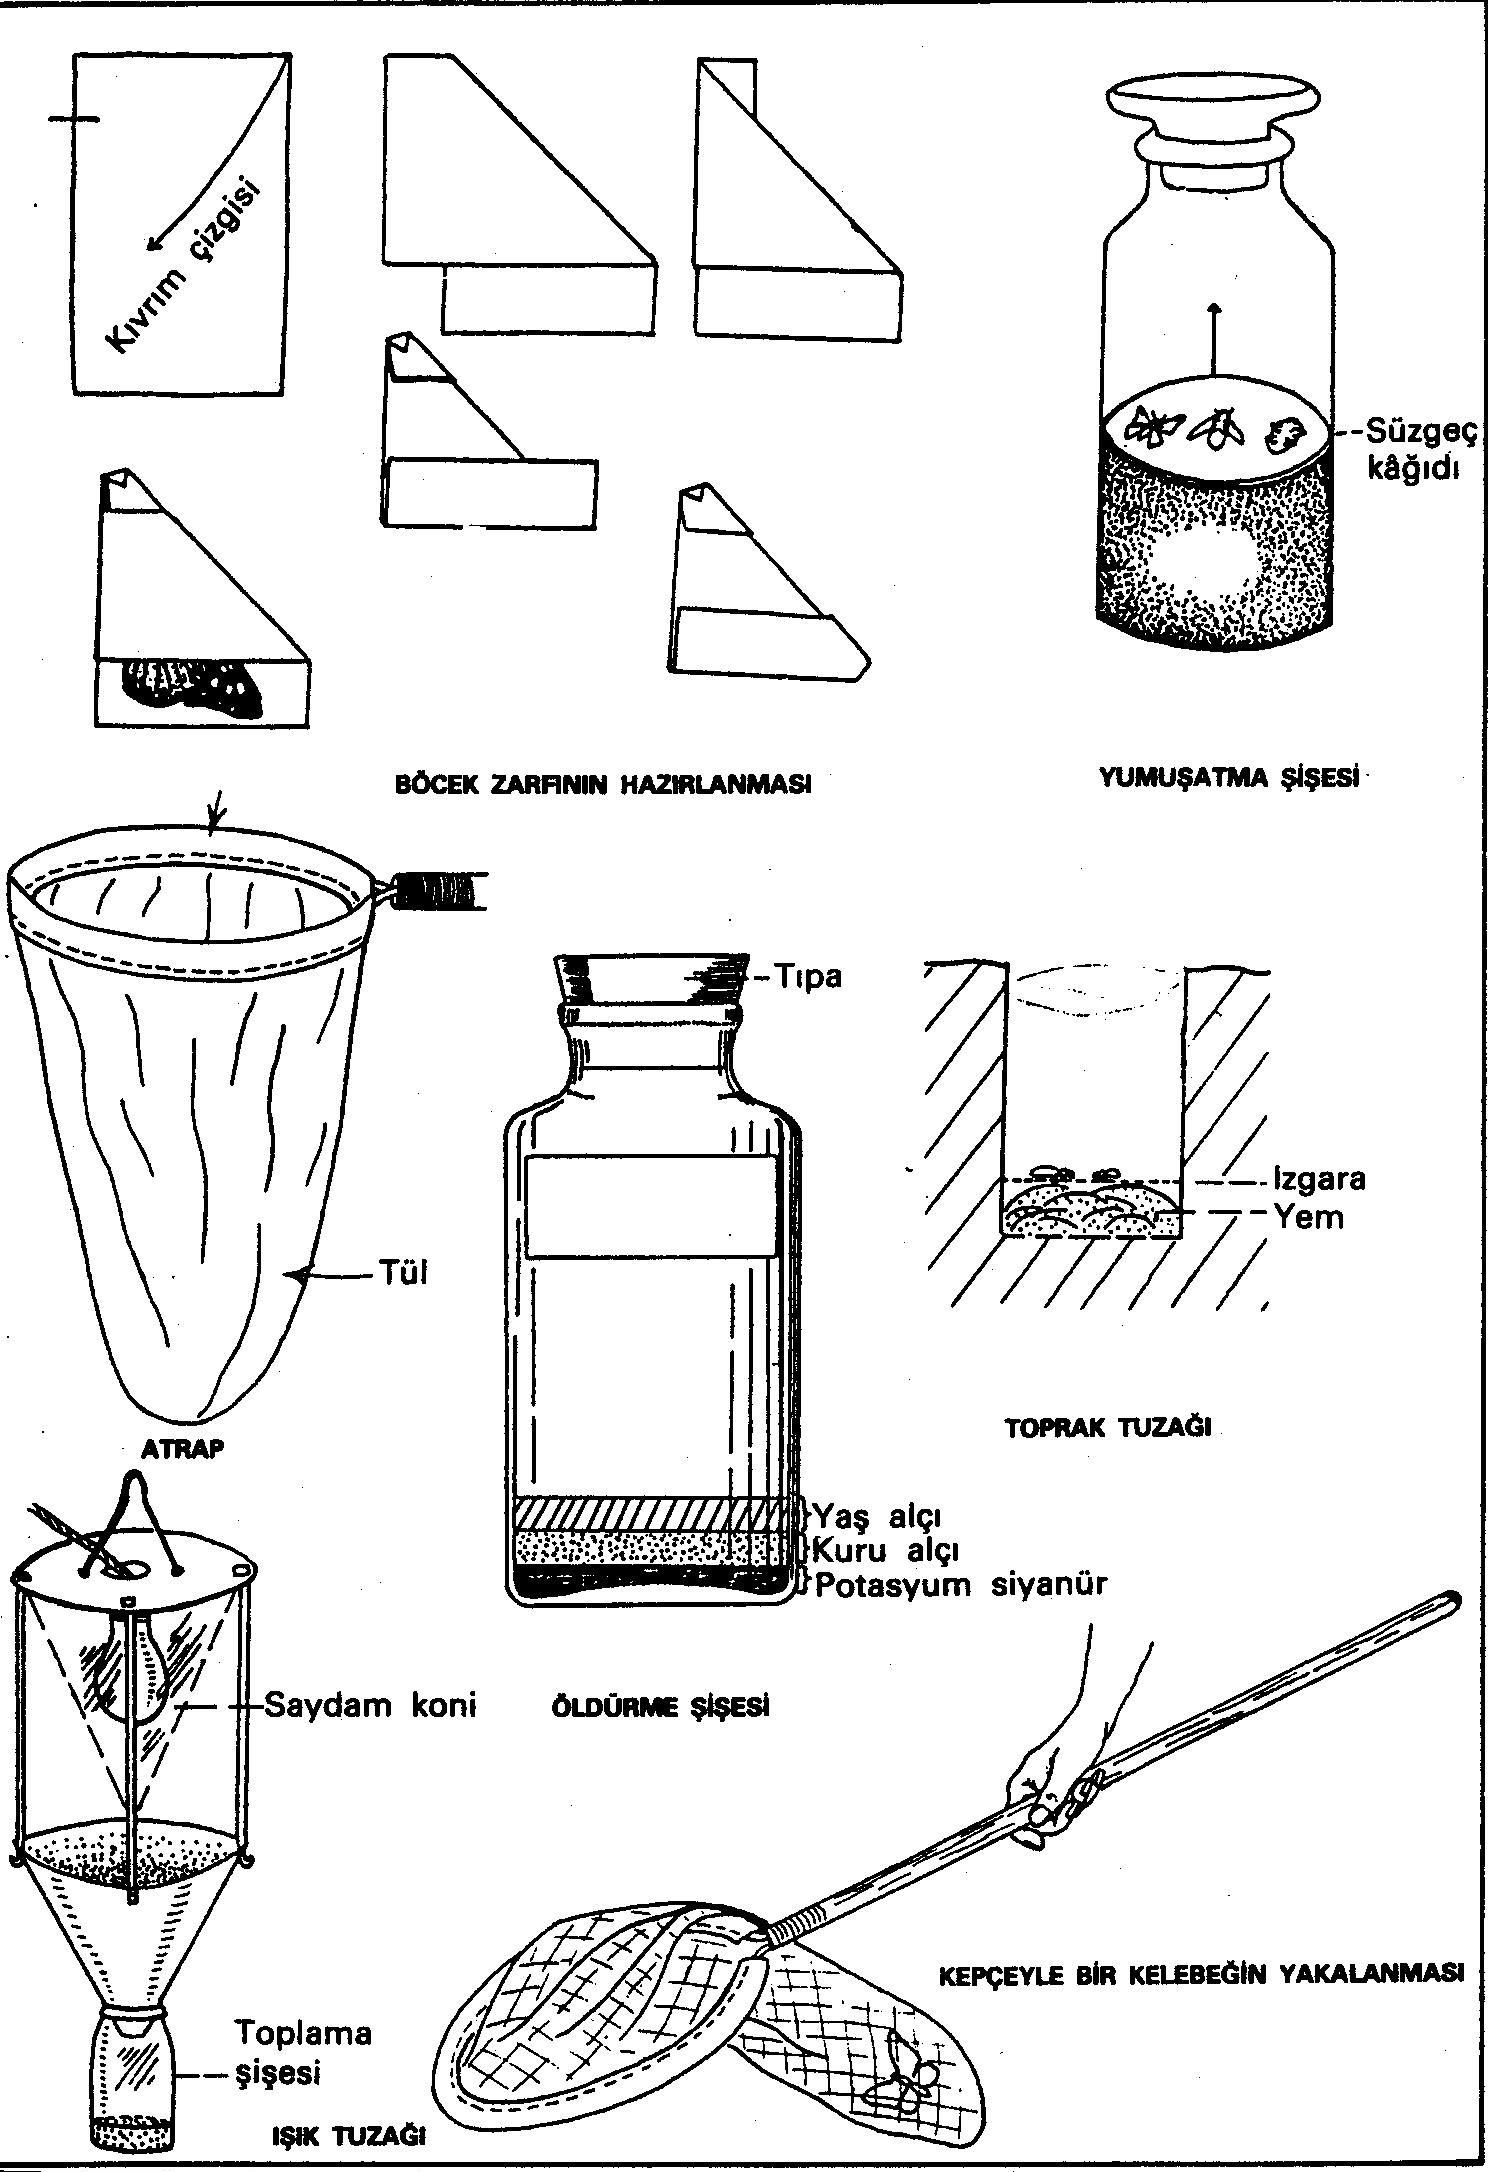 Kıvrım çizgisi
Süzgeç
kâğıdı
BÖCEK ZARFININ HAZIRLANMASI
YUMUŞATMA ŞİŞESİ
Tıpa
Izgara
Yem
Tül
TOPRAK TUZAĞI
ATRAP
Yaş alçı
Kuru alçı
Potasyum siyanür
Saydam koni
ÖLDÜRME ŞİŞESİ
KEPÇEYLE BİR KELEBEĞİN YAKALANMASI
Toplama
şişesi
IŞIK TUZAĞI